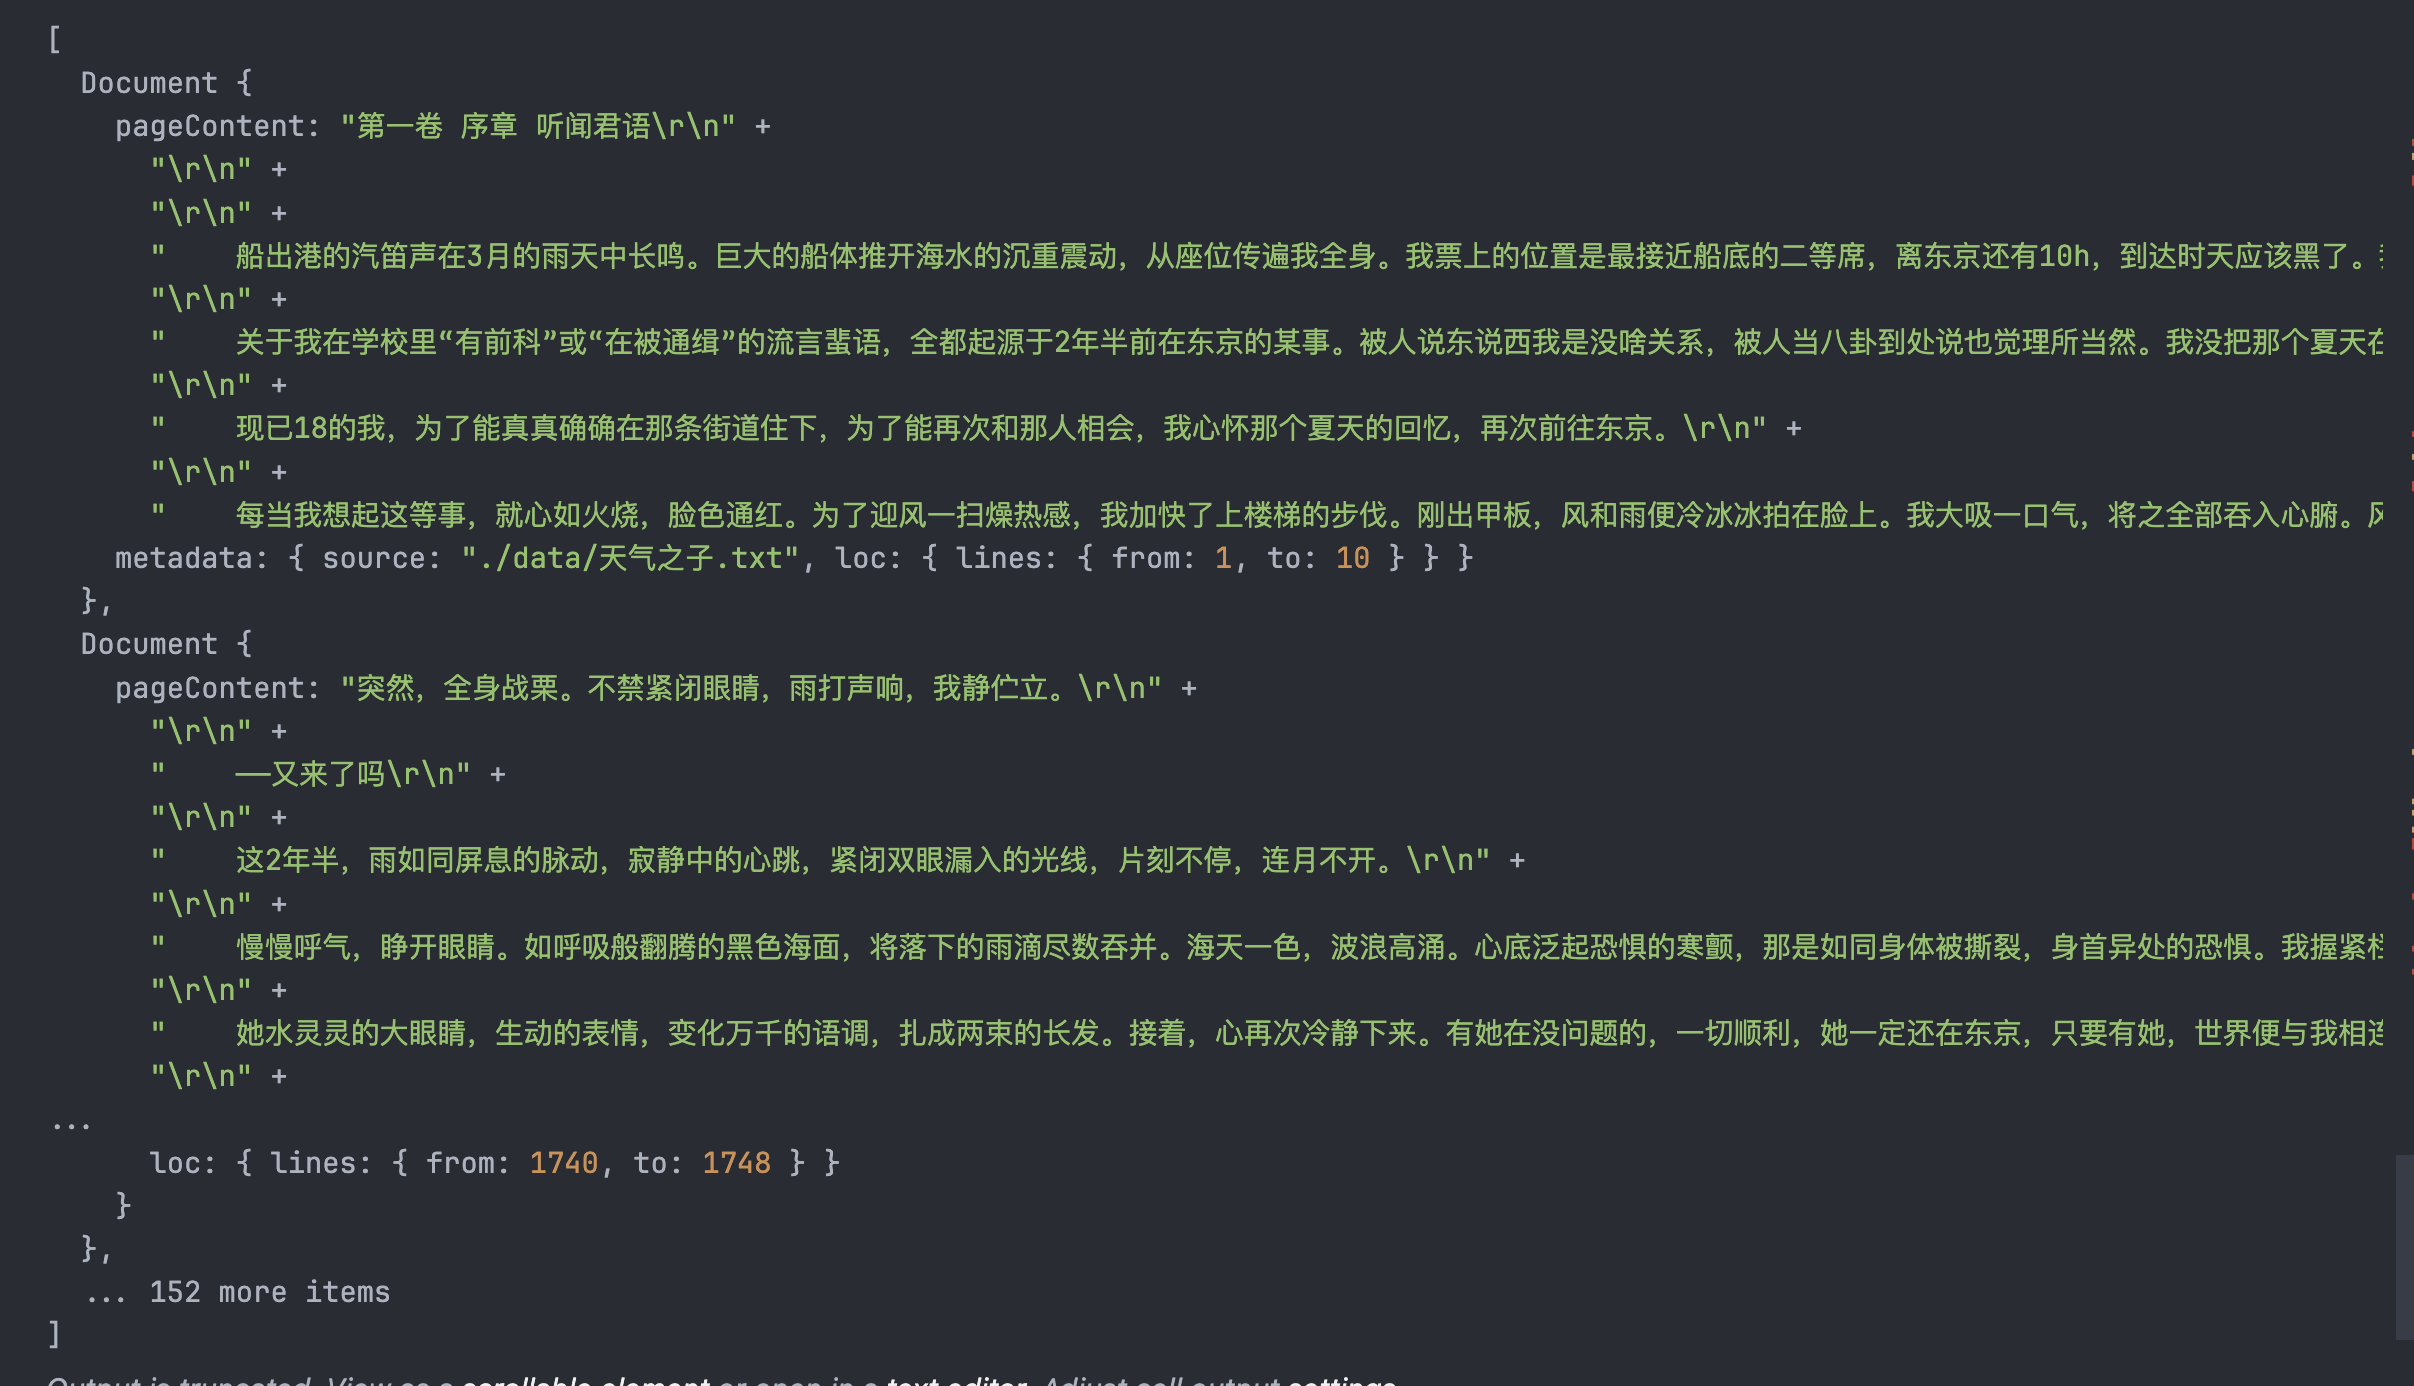 [
  Document {
    pageContent: "第一卷 序章 听闻君语\r\n" +
      "\r\n" +
      "\r\n" +
      "    船出港的汽笛声在3月的雨天中长鸣。巨大的船体推开海水的沉重震动，从座位传遍我全身。我票上的位置是最接近船底的二等席，离东京还有10h，到达时天应该黑了。
      "\r\n" +
      "    关于我在学校里“有前科”或“在被通缉”的流言蜚语，全都起源于2年半前在东京的某事。被人说东说西我是没啥关系，被人当八卦到处说也觉理所当然。我没把那个夏天在
      "\r\n" +
      "    现已18的我，为了能真真确确在那条街道住下，为了能再次和那人相会，我心怀那个夏天的回忆，再次前往东京。\r\n" +
      "\r\n" +
      "    每当我想起这等事，就心如火烧，脸色通红。为了迎风一扫燥热感，我加快了上楼梯的步伐。刚出甲板，风和雨便冷冰冰拍在脸上。我大吸一口气，将之全部吞入心腑。风
    metadata: { source: "./data/天气之子.txt", loc: { lines: { from: 1, to: 10 } } }
  },
  Document {
    pageContent: "突然，全身战栗。不禁紧闭眼睛，雨打声响，我静伫立。\r\n" +
      "\r\n" +
      "    ——又来了吗\r\n" +
      "\r\n" +
      "    这2年半，雨如同屏息的脉动，寂静中的心跳，紧闭双眼漏入的光线，片刻不停，连月不开。\r\n" +
      "\r\n" +
      "    慢慢呼气，睁开眼睛。如呼吸般翻腾的黑色海面，将落下的雨滴尽数吞并。海天一色，波浪高涌。心底泛起恐惧的寒颤，那是如同身体被撕裂，身首异处的恐惧。我握紧
      "\r\n" +
      "    她水灵灵的大眼睛，生动的表情，变化万千的语调，扎成两束的长发。接着，心再次冷静下来。有她在没问题的，一切顺利，她一定还在东京，只要有她，世界便与我相连
      "\r\n" +
...
      loc: { lines: { from: 1740, to: 1748 } }
    }
  },
  ... 152 more items
]
Output is truncated. View as a scrollable element or open in a text editor. Adjust cell output settings...